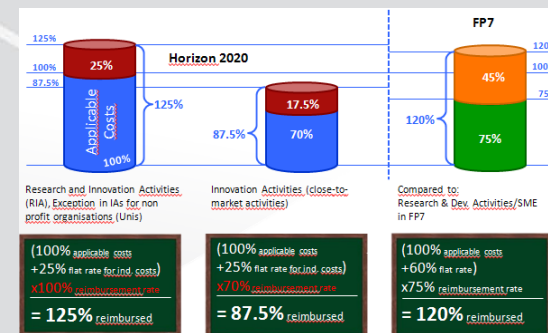 FP7
Horizon 2020
125%
100%
87.5%
25%
Applicable
Costs
100%
125%
87.5%
17.5%
70%
120%
45%
75%
120
100
75
Research and Innovation Activities
(RIA), Exception in IAs for non
profit organisations (Unis)
Innovation Activities (close-to-
market activities)
Compared to:
Research & Dev. Activities/SME
in FP7
(100% applicable costs
+25% flat rate for ind. costs)
x100% reimbursement rate
= 125% reimbursed
(100% applicable costs
+25% flat rate for ind. costs)
x70% reimbursement rate
= 87.5% reimbursed
(100% applicable costs
+60% flat rate)
x75% reimbursement rate
= 120% reimbursed